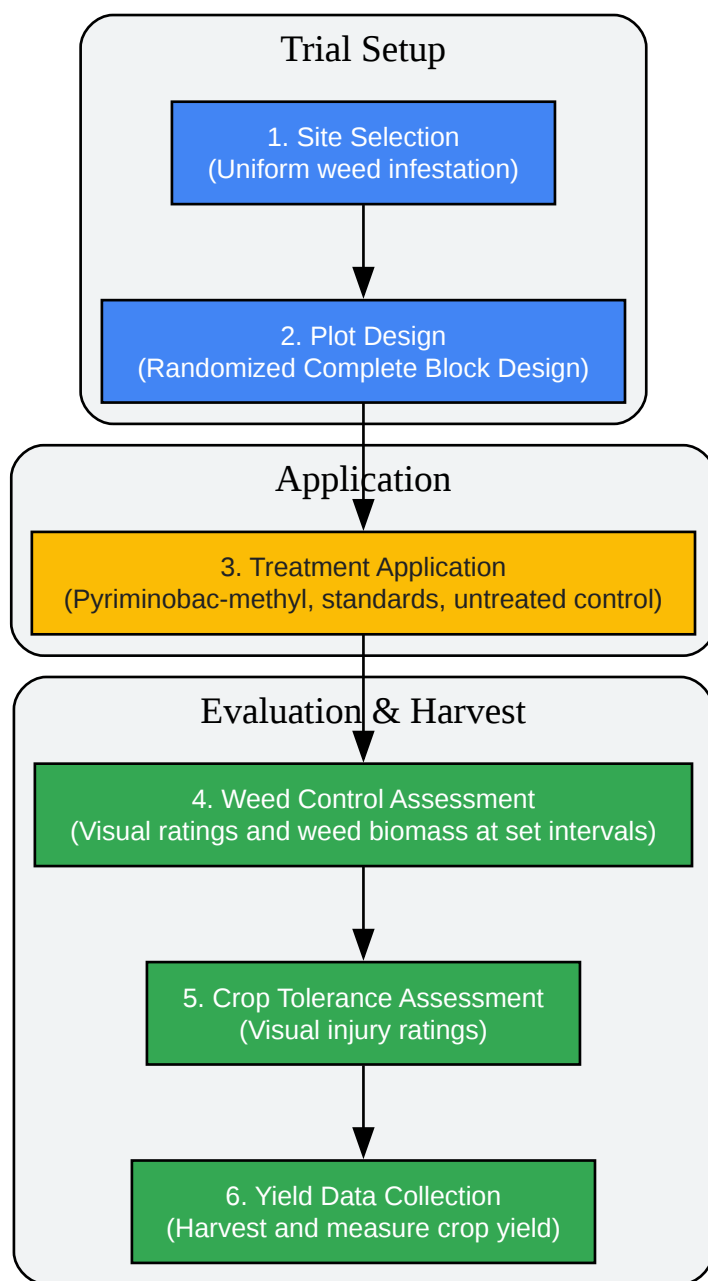 Trial Setup
1. Site Selection
(Uniform weed infestation)
2. Plot Design
(Randomized Complete Block Design)
Application
3. Treatment Application
(Pyriminobac-methyl, standards, untreated control)
Evaluation & Harvest
4. Weed Control Assessment
(Visual ratings and weed biomass at set intervals)
5. Crop Tolerance Assessment
(Visual injury ratings)
6. Yield Data Collection
(Harvest and measure crop yield)